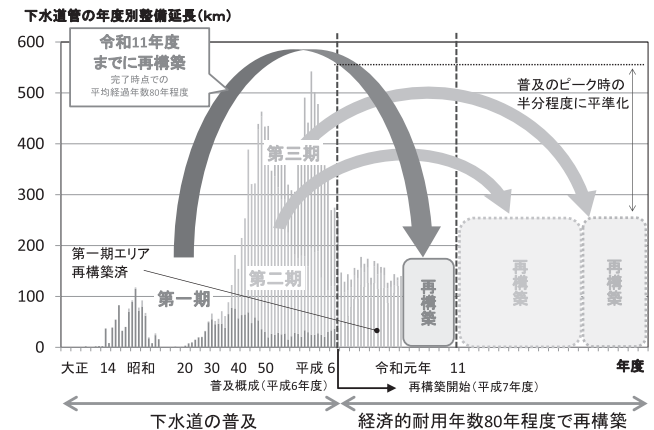 下水道管の年度別整備延長(km)
600
500
400
300
200
100
0
令和11年度
までに再構築
完了時点での
平均経過年数80年程度
普及のピーク時の
半分程度に平準化
第三期
第二期
第一期
第一期エリア
再構築済
再構築
再構築
再構築
大正 14 昭和 20 30 40 50 平成 6 令和元年 11 年度
普及概成(平成6年度) 再構築開始(平成7年度)
下水道の普及 経済的耐用年数80年程度で再構築